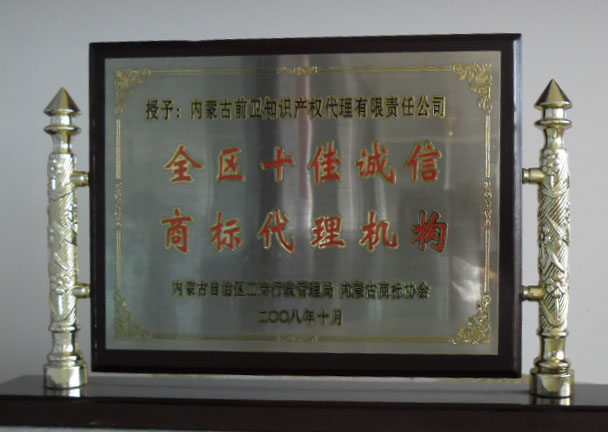 授予：内蒙古前卫知识产权代理有限责任公司
全区十佳诚信
商标代理机构
内蒙古自治区工商行政管理局 内蒙古商标协会
二〇〇八年十月